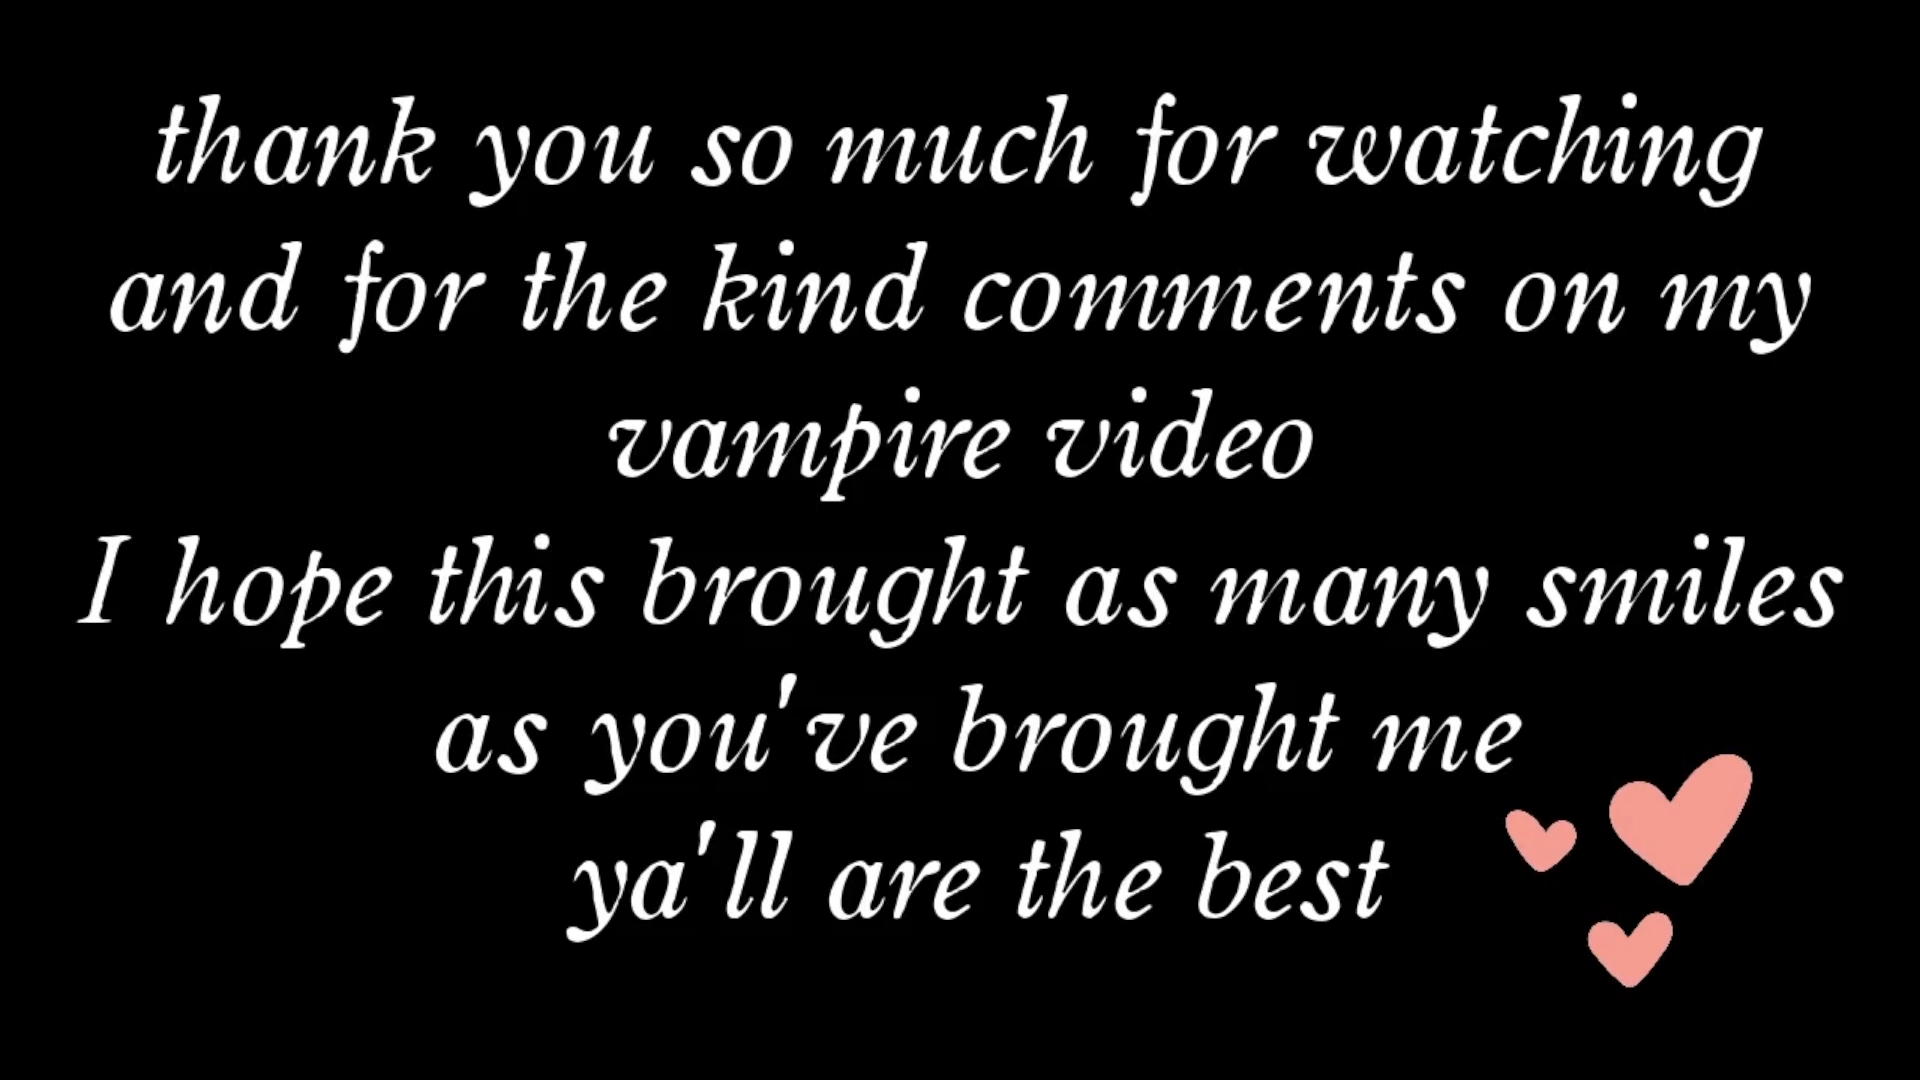 thank you so much for watching
and for the kind comments on my
vampire video
I hope this brought as many smiles
as you've brought me
ya'll are the best